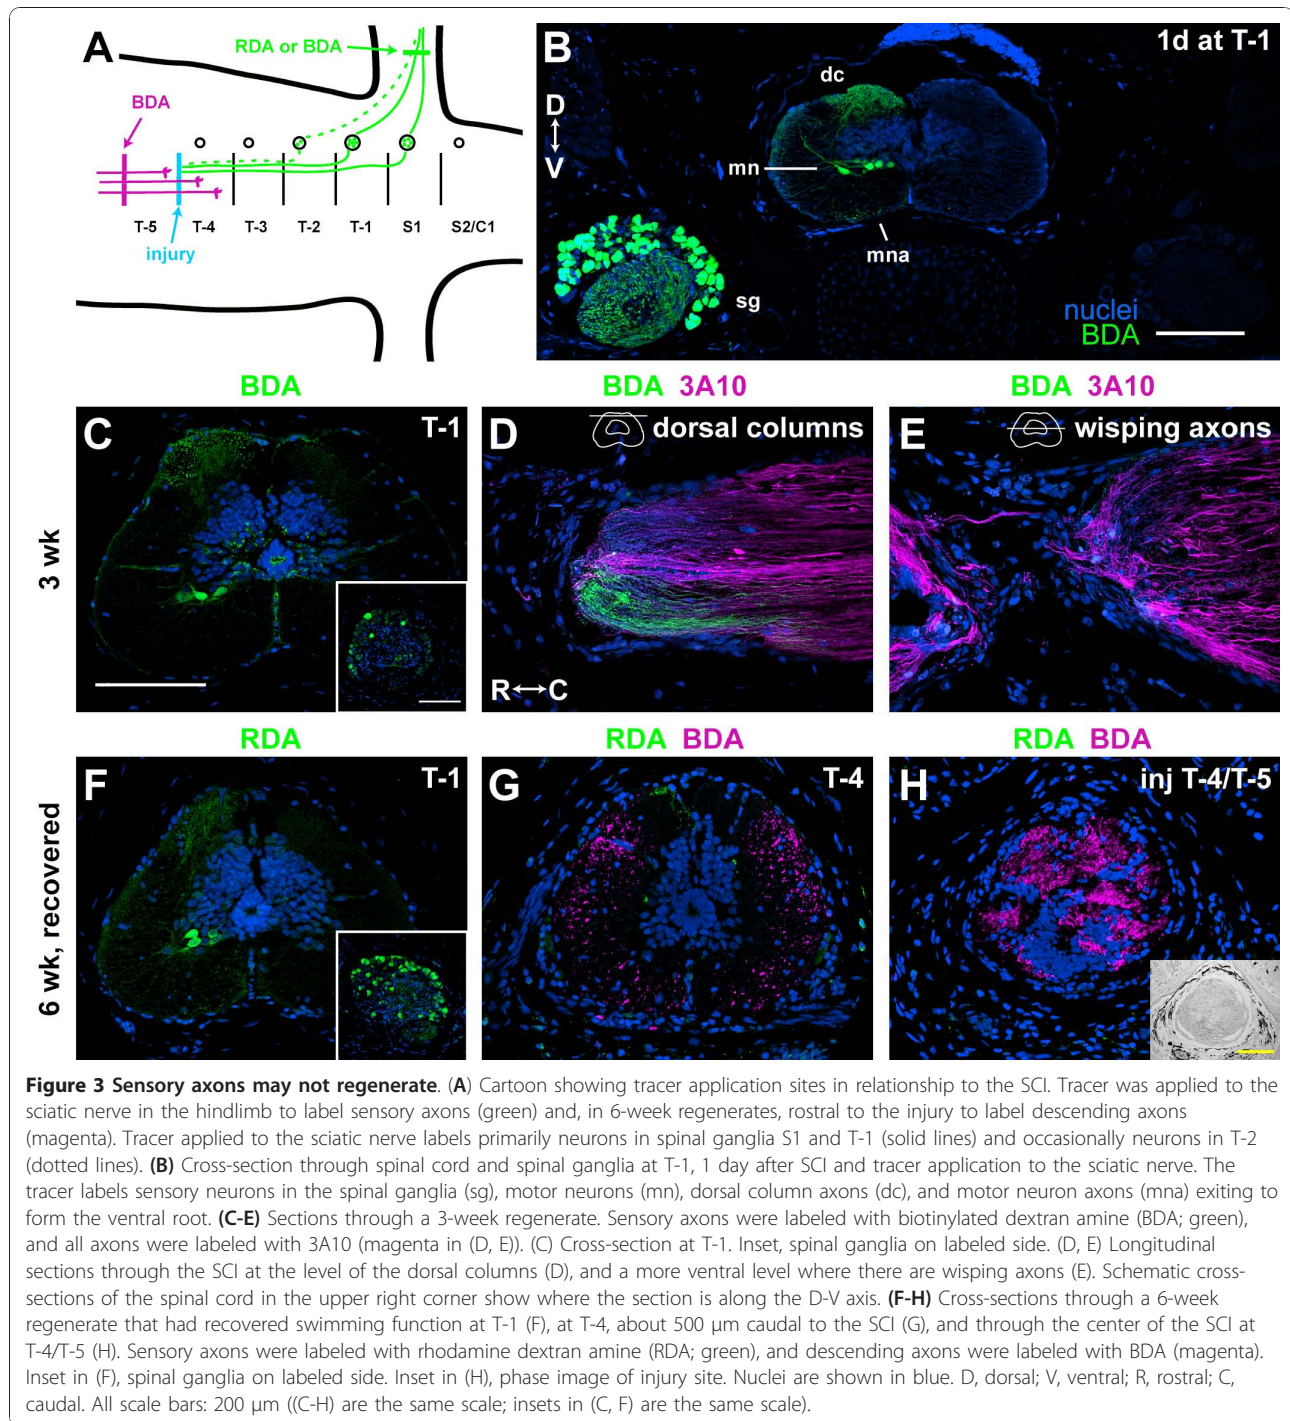 A
RDA or BDA
BDA
T-5 T-4 T-3 T-2 T-1 S1 S2/C1
injury
B
1d at T-1
dc
D
V
mn
mna
sg
nuclei
BDA
BDA
BDA 3A10
BDA 3A10
3 wk
C
T-1
D
dorsal columns
R C
E
wisping axons
RDA
RDA BDA
RDA BDA
6 wk, recovered
F
T-1
G
T-4
H
inj T-4/T-5
Figure 3 Sensory axons may not regenerate. (A) Cartoon showing tracer application sites in relationship to the SCI. Tracer was applied to the
sciatic nerve in the hindlimb to label sensory axons (green) and, in 6-week regenerates, rostral to the injury to label descending axons
(magenta). Tracer applied to the sciatic nerve labels primarily neurons in spinal ganglia S1 and T-1 (solid lines) and occasionally neurons in T-2
(dotted lines). (B) Cross-section through spinal cord and spinal ganglia at T-1, 1 day after SCI and tracer application to the sciatic nerve. The
tracer labels sensory neurons in the spinal ganglia (sg), motor neurons (mn), dorsal column axons (dc), and motor neuron axons (mna) exiting to
form the ventral root. (C-E) Sections through a 3-week regenerate. Sensory axons were labeled with biotinylated dextran amine (BDA; green),
and all axons were labeled with 3A10 (magenta in (D, E)). (C) Cross-section at T-1. Inset, spinal ganglia on labeled side. (D, E) Longitudinal
sections through the SCI at the level of the dorsal columns (D), and a more ventral level where there are wisping axons (E). Schematic cross-
sections of the spinal cord in the upper right corner show where the section is along the D-V axis. (F-H) Cross-sections through a 6-week
regenerate that had recovered swimming function at T-1 (F), at T-4, about 500 μm caudal to the SCI (G), and through the center of the SCI at
T-4/T-5 (H). Sensory axons were labeled with rhodamine dextran amine (RDA; green), and descending axons were labeled with BDA (magenta).
Inset in (F), spinal ganglia on labeled side. Inset in (H), phase image of injury site. Nuclei are shown in blue. D, dorsal; V, ventral; R, rostral; C,
caudal. All scale bars: 200 μm ((C-H) are the same scale; insets in (C, F) are the same scale).